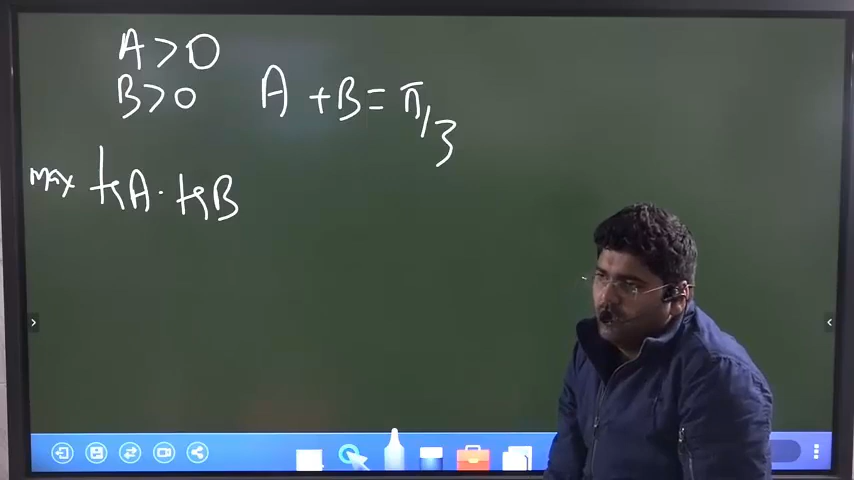 A > 0
B > 0 A + B = π/3
max tanA · tanB